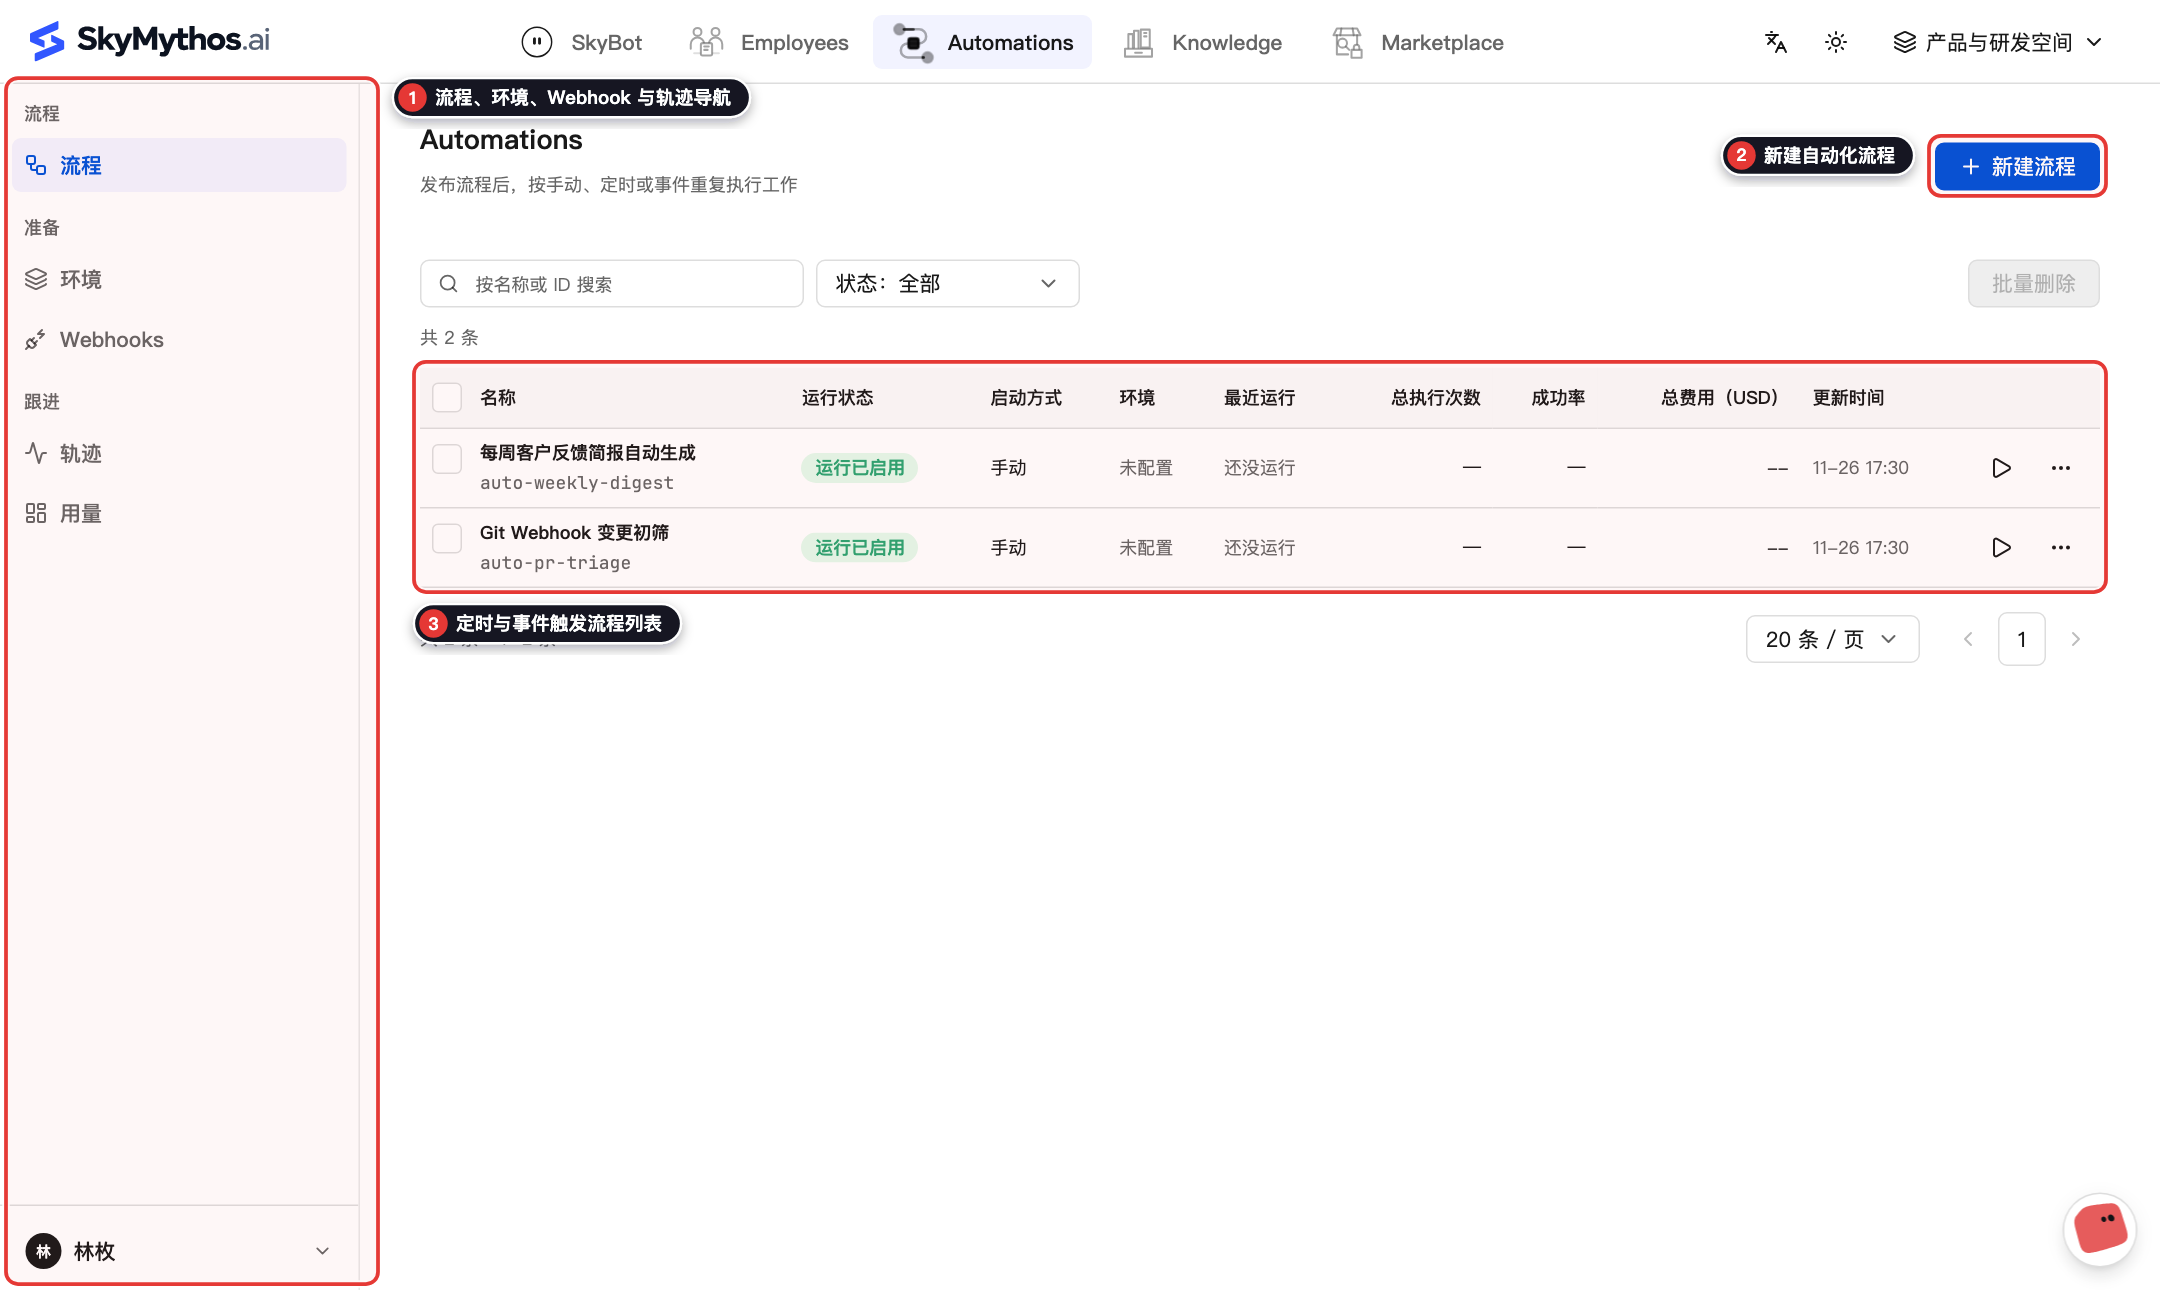 SkyMythos.ai
SkyBot
Employees
Automations
Knowledge
Marketplace
产品与研发空间
流程
流程
准备
环境
Webhooks
跟进
轨迹
用量
林 林枚
1 流程、环境、Webhook 与轨迹导航
Automations
发布流程后，按手动、定时或事件重复执行工作
2 新建自动化流程
+ 新建流程
按名称或 ID 搜索
状态：全部
批量删除
共 2 条
名称 运行状态 启动方式 环境 最近运行 总执行次数 成功率 总费用（USD） 更新时间
每周客户反馈简报自动生成
auto-weekly-digest
运行已启用 手动 未配置 还没运行 — — -- 11-26 17:30
Git Webhook 变更初筛
auto-pr-triage
运行已启用 手动 未配置 还没运行 — — -- 11-26 17:30
3 定时与事件触发流程列表
20 条 / 页
1